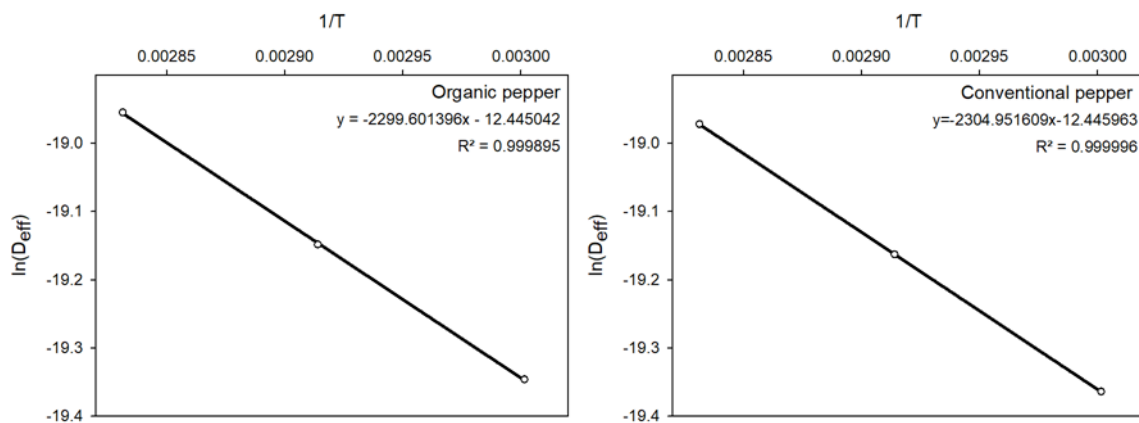 1/T
0.00285 0.00290 0.00295 0.00300
Organic pepper
y = -2299.601396x - 12.445042
R² = 0.999895
-19.0
-19.1
-19.2
-19.3
-19.4
ln(Deff)
1/T
0.00285 0.00290 0.00295 0.00300
Conventional pepper
y=-2304.951609x-12.445963
R² = 0.999996
-19.0
-19.1
-19.2
-19.3
-19.4
ln(Deff)